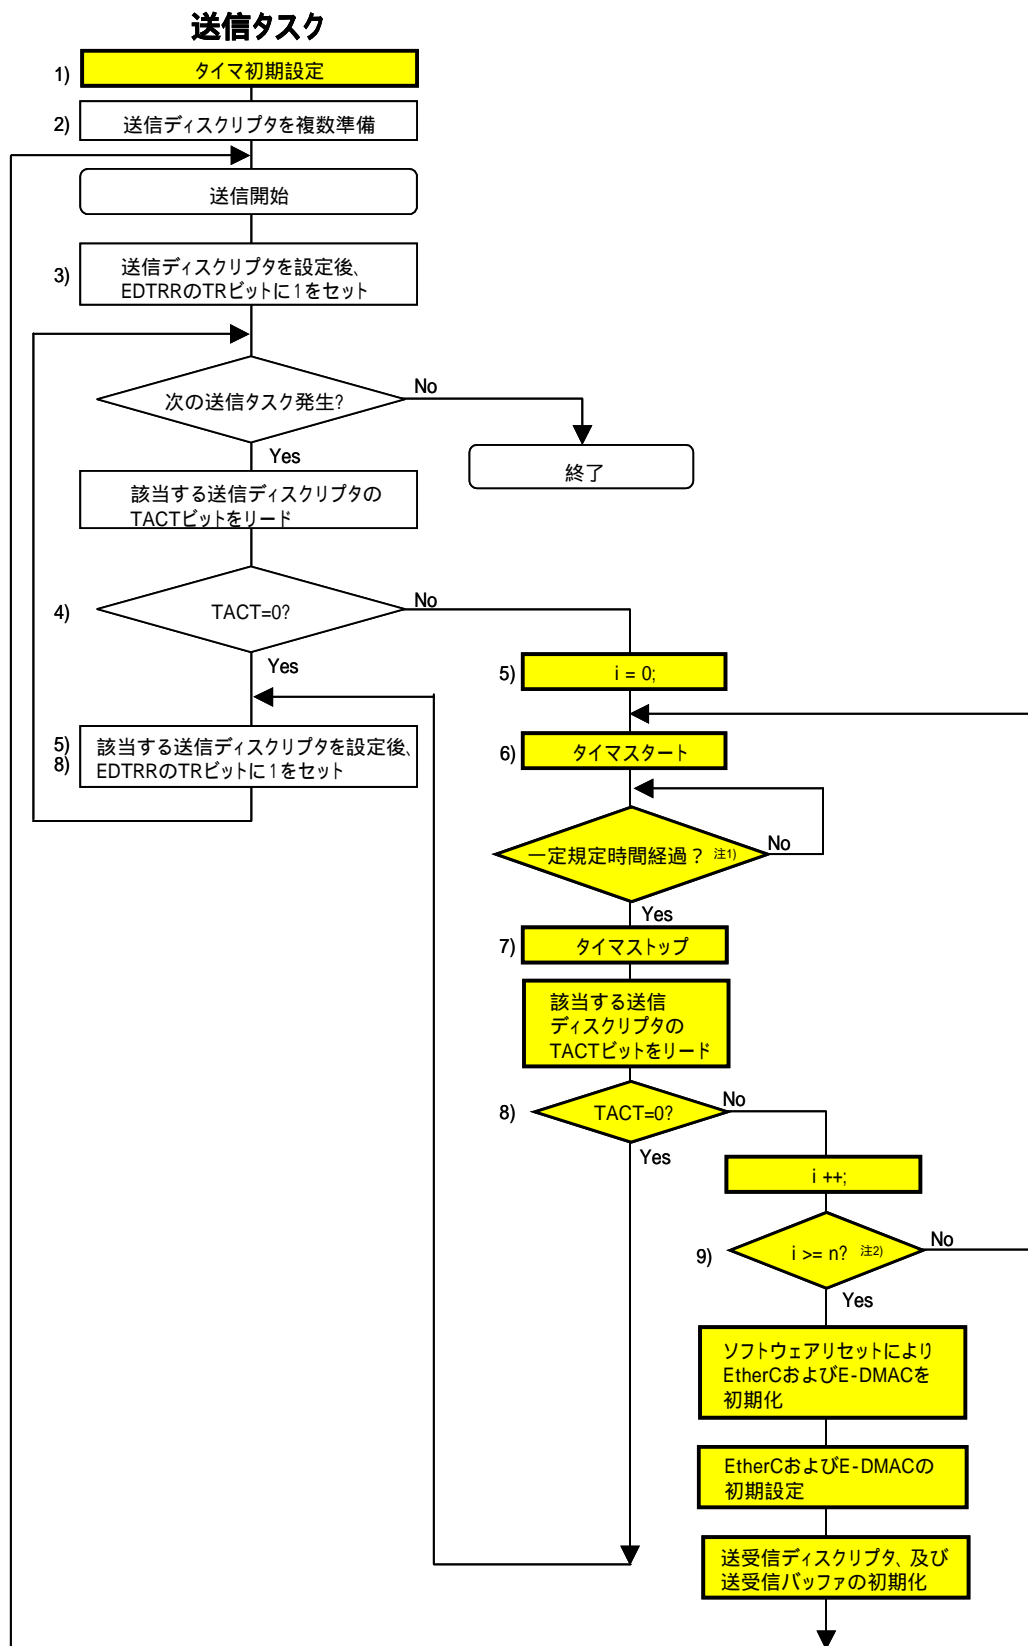 送信タスク
1)
タイマ初期設定
2)
送信ディスクリプタを複数準備
送信開始
3)
送信ディスクリプタを設定後、
EDTRRのTRビットに1をセット
次の送信タスク発生?
No
Yes
終了
該当する送信ディスクリプタの
TACTビットをリード
4)
TACT=0?
No
Yes
5)
i = 0;
5)
8)
該当する送信ディスクリプタを設定後、
EDTRRのTRビットに1をセット
6)
タイマスタート
一定規定時間経過? 注1)
No
Yes
7)
タイマストップ
該当する送信
ディスクリプタの
TACTビットをリード
8)
TACT=0?
No
Yes
i ++;
9)
i >= n? 注2)
No
Yes
ソフトウェアリセットにより
EtherCおよびE-DMACを
初期化
EtherCおよびE-DMACの
初期設定
送受信ディスクリプタ、及び
送受信バッファの初期化